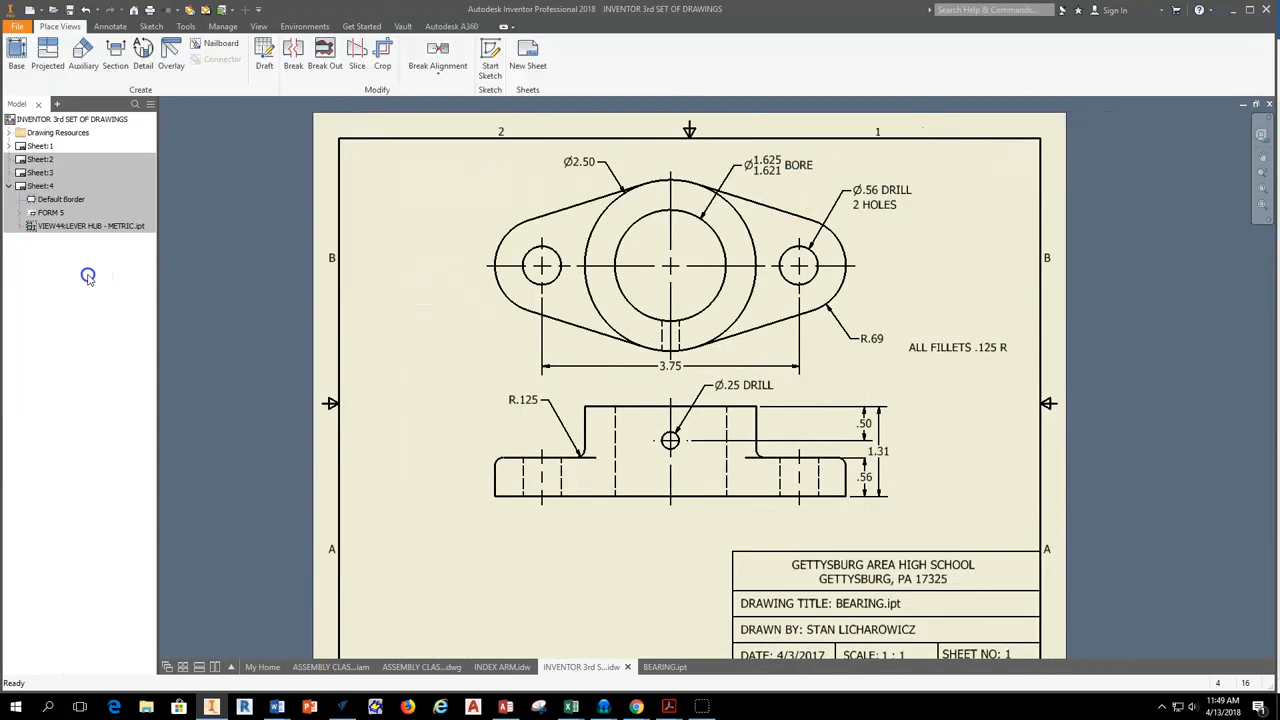 Autodesk Inventor Professional 2018 INVENTOR 3rd SET OF DRAWINGS
Search Help & Commands...
Sign In
File Place Views Annotate Sketch Tools Manage View Environments Get Started Vault Autodesk A360
Base Projected Auxiliary Section Detail Overlay
Nailboard
Connector
Draft Break Break Out Slice Crop
Break Alignment
Start Sketch
New Sheet
Create Modify Sketch Sheets
Model
INVENTOR 3rd SET OF DRAWINGS
Drawing Resources
Sheet:1
Sheet:2
Sheet:3
Sheet:4
Default Border
FORM 5
VIEW44:LEVER HUB - METRIC.ipt
2 1
Ø2.50
Ø1.625
1.621
BORE
Ø.56 DRILL
2 HOLES
B B
R.69
ALL FILLETS .125 R
3.75
Ø.25 DRILL
R.125
.50
1.31
.56
A A
GETTYSBURG AREA HIGH SCHOOL
GETTYSBURG, PA 17325
DRAWING TITLE: BEARING.ipt
DRAWN BY: STAN LICHAROWICZ
DATE: 4/3/2017 SCALE: 1 : 1 SHEET NO: 1
My Home ASSEMBLY CLAS...iam ASSEMBLY CLAS...dwg INDEX ARM.idw INVENTOR 3rd S...idw BEARING.ipt
Ready
4 16
11:49 AM
4/13/2018